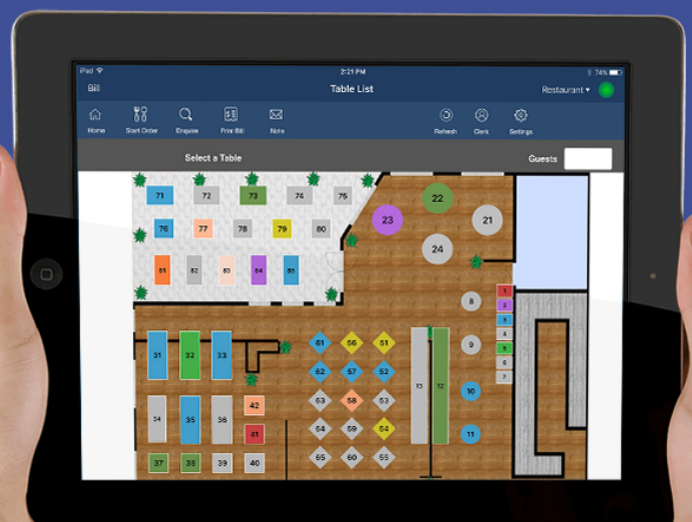 iPad 2:21 PM 74%
Bill Table List Restaurant
Home Start Order Enquire Print Bill Note Refresh Clerk Settings
Select a Table Guests
71 72 73 74 75
22
23 21
76 77 78 79 80
24
81 82 83 84 85
1
8 2
3
4
9 5
6
7
61 56 51
31 32 33
62 57 52
13 12
10
63 58 53
42
34 35 36
64 59 54
41 11
37 38 39 40
65 60 55